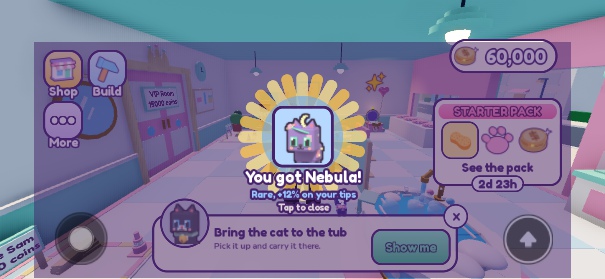 60,000
Shop
Build
More
VIP Room
15000 coins
STARTER PACK
See the pack
2d 23h
You got Nebula!
Rare, +12% on your tips
Tap to close
Bring the cat to the tub
Pick it up and carry it there.
Show me
x
coins